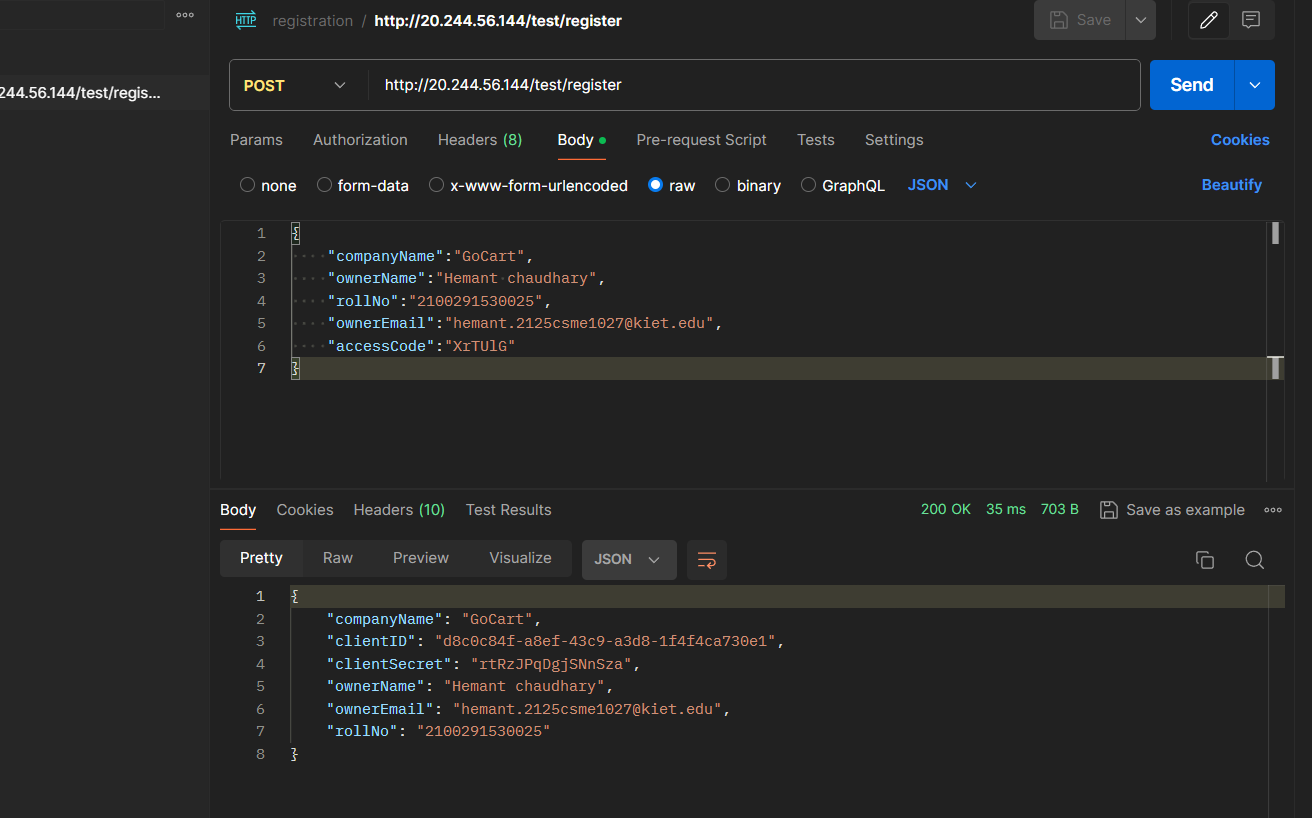 HTTP registration / http://20.244.56.144/test/register
Save
244.56.144/test/regis...
POST http://20.244.56.144/test/register Send
Params Authorization Headers (8) Body Pre-request Script Tests Settings Cookies
none form-data x-www-form-urlencoded raw binary GraphQL JSON Beautify
1 {
2 "companyName":"GoCart",
3 "ownerName":"Hemant chaudhary",
4 "rollNo":"2100291530025",
5 "ownerEmail":"hemant.2125csme1027@kiet.edu",
6 "accessCode":"XrTUlG"
7 }
Body Cookies Headers (10) Test Results 200 OK 35 ms 703 B Save as example
Pretty Raw Preview Visualize JSON
1 {
2 "companyName": "GoCart",
3 "clientID": "d8c0c84f-a8ef-43c9-a3d8-1f4f4ca730e1",
4 "clientSecret": "rtRzJPqDgjSNnSza",
5 "ownerName": "Hemant chaudhary",
6 "ownerEmail": "hemant.2125csme1027@kiet.edu",
7 "rollNo": "2100291530025"
8 }